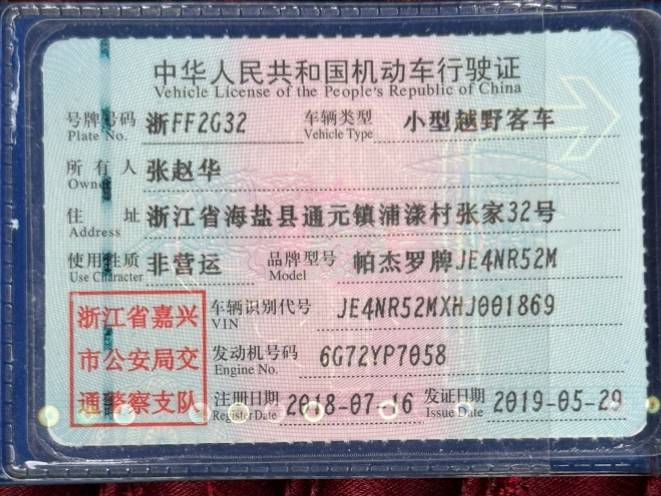 中华人民共和国机动车行驶证
Vehicle License of the People's Republic of China
号牌号码 浙FF2G32 车辆类型 小型越野客车
Plate No. Vehicle Type
所有人 张赵华
Owner
住址 浙江省海盐县通元镇浦漾村张家32号
Address
使用性质 非营运 品牌型号 帕杰罗牌JE4NR52M
Use Character Model
浙江省嘉兴
市公安局交
通警察支队
车辆识别代号 JE4NR52MXHJ001869
VIN
发动机号码 6G72YP7058
Engine No.
注册日期 2018-07-16 发证日期 2019-05-29
Register Date Issue Date